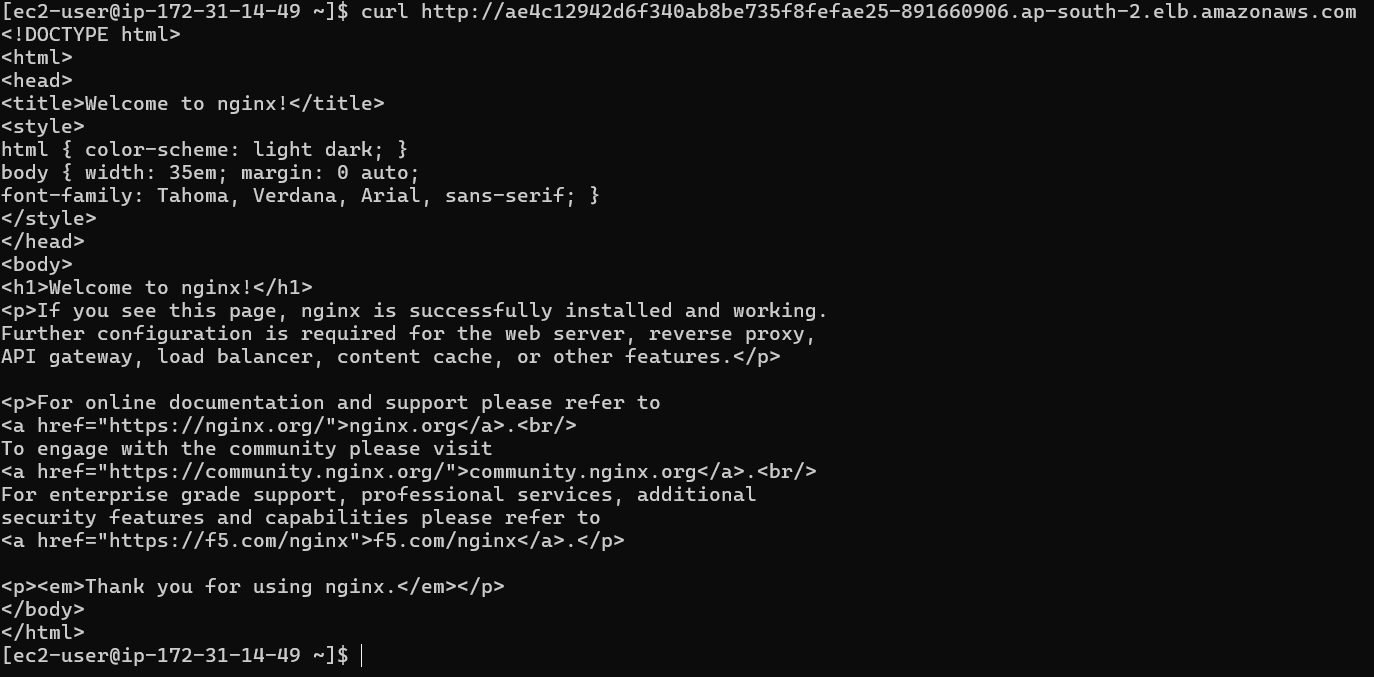 [ec2-user@ip-172-31-14-49 ~]$ curl http://ae4c12942d6f340ab8be735f8fefae25-891660906.ap-south-2.elb.amazonaws.com
<!DOCTYPE html>
<html>
<head>
<title>Welcome to nginx!</title>
<style>
html { color-scheme: light dark; }
body { width: 35em; margin: 0 auto;
font-family: Tahoma, Verdana, Arial, sans-serif; }
</style>
</head>
<body>
<h1>Welcome to nginx!</h1>
<p>If you see this page, nginx is successfully installed and working.
Further configuration is required for the web server, reverse proxy,
API gateway, load balancer, content cache, or other features.</p>

<p>For online documentation and support please refer to
<a href="https://nginx.org/">nginx.org</a>.<br/>
To engage with the community please visit
<a href="https://community.nginx.org/">community.nginx.org</a>.<br/>
For enterprise grade support, professional services, additional
security features and capabilities please refer to
<a href="https://f5.com/nginx">f5.com/nginx</a>.</p>

<p><em>Thank you for using nginx.</em></p>
</body>
</html>
[ec2-user@ip-172-31-14-49 ~]$